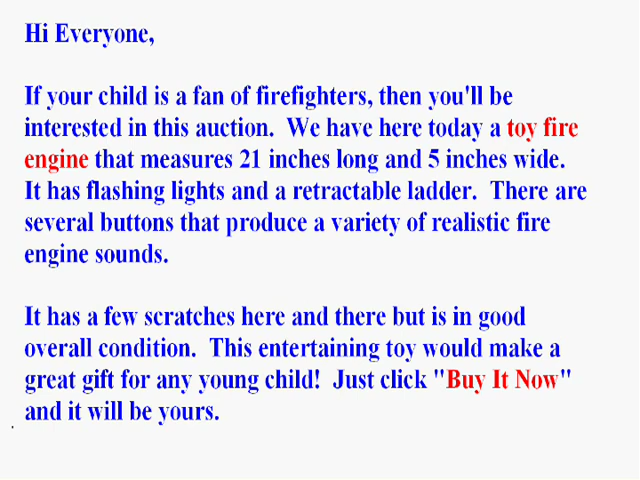 Hi Everyone,
If your child is a fan of firefighters, then you'll be
interested in this auction.  We have here today a toy fire
engine that measures 21 inches long and 5 inches wide.
It has flashing lights and a retractable ladder.  There are
several buttons that produce a variety of realistic fire
engine sounds.
It has a few scratches here and there but is in good
overall condition.  This entertaining toy would make a
great gift for any young child!  Just click "Buy It Now"
and it will be yours.